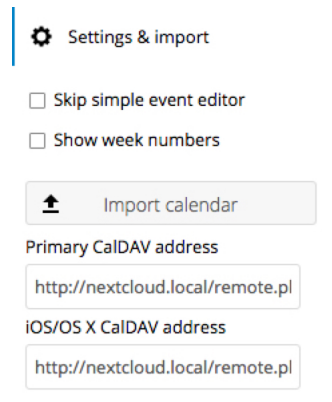 Settings & import
Skip simple event editor
Show week numbers
Import calendar
Primary CalDAV address
http://nextcloud.local/remote.pl
iOS/OS X CalDAV address
http://nextcloud.local/remote.pl